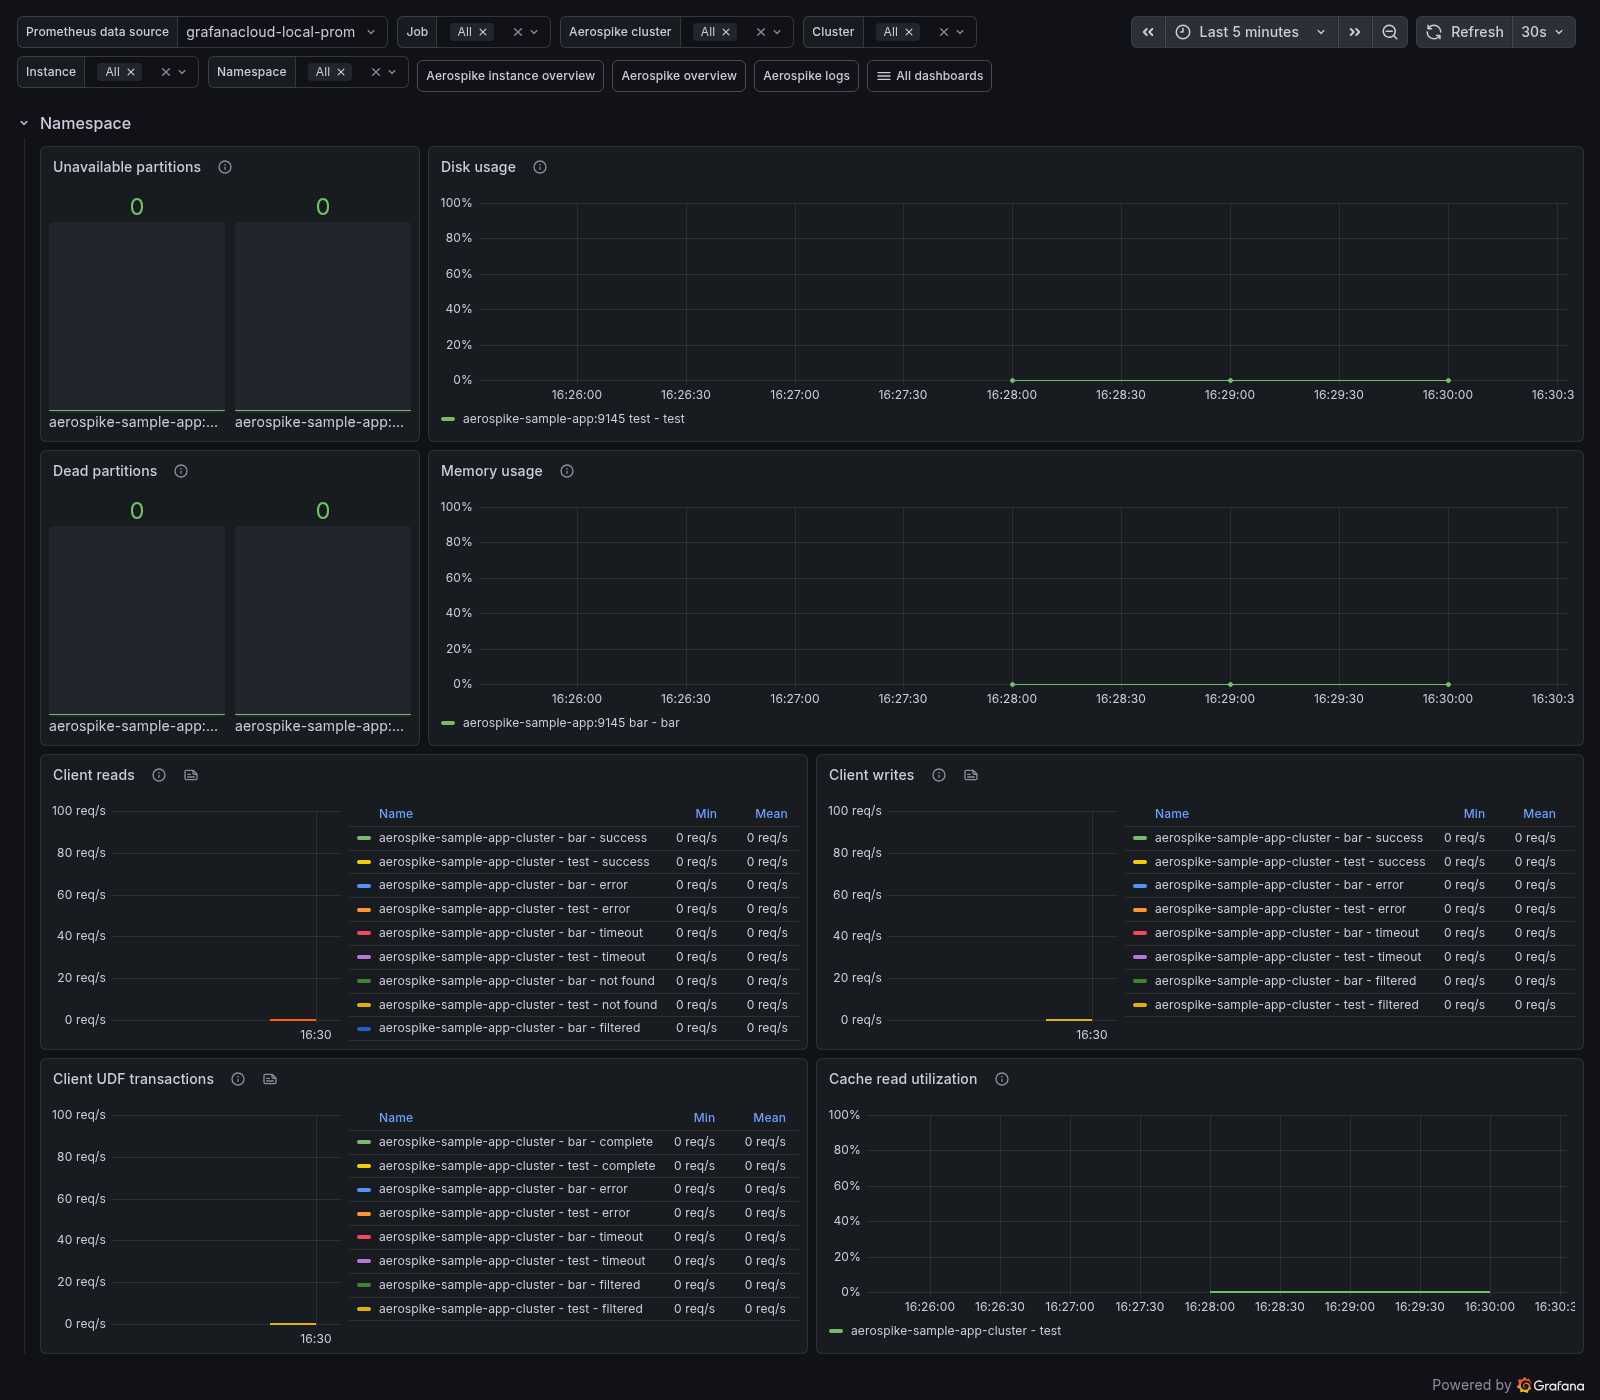 Prometheus data source grafanacloud-local-prom Job All Aerospike cluster All Cluster All Last 5 minutes Refresh 30s
Instance All Namespace All Aerospike instance overview Aerospike overview Aerospike logs All dashboards
Namespace
Unavailable partitions
0 0
aerospike-sample-app:... aerospike-sample-app:...
Disk usage
100%
80%
60%
40%
20%
0%
16:26:00 16:26:30 16:27:00 16:27:30 16:28:00 16:28:30 16:29:00 16:29:30 16:30:00 16:30:3
aerospike-sample-app:9145 test - test
Dead partitions
0 0
aerospike-sample-app:... aerospike-sample-app:...
Memory usage
100%
80%
60%
40%
20%
0%
16:26:00 16:26:30 16:27:00 16:27:30 16:28:00 16:28:30 16:29:00 16:29:30 16:30:00 16:30:3
aerospike-sample-app:9145 bar - bar
Client reads
100 req/s
80 req/s
60 req/s
40 req/s
20 req/s
0 req/s
16:30
Name Min Mean
aerospike-sample-app-cluster - bar - success 0 req/s 0 req/s
aerospike-sample-app-cluster - test - success 0 req/s 0 req/s
aerospike-sample-app-cluster - bar - error 0 req/s 0 req/s
aerospike-sample-app-cluster - test - error 0 req/s 0 req/s
aerospike-sample-app-cluster - bar - timeout 0 req/s 0 req/s
aerospike-sample-app-cluster - test - timeout 0 req/s 0 req/s
aerospike-sample-app-cluster - bar - not found 0 req/s 0 req/s
aerospike-sample-app-cluster - test - not found 0 req/s 0 req/s
aerospike-sample-app-cluster - bar - filtered 0 req/s 0 req/s
Client writes
100 req/s
80 req/s
60 req/s
40 req/s
20 req/s
0 req/s
16:30
Name Min Mean
aerospike-sample-app-cluster - bar - success 0 req/s 0 req/s
aerospike-sample-app-cluster - test - success 0 req/s 0 req/s
aerospike-sample-app-cluster - bar - error 0 req/s 0 req/s
aerospike-sample-app-cluster - test - error 0 req/s 0 req/s
aerospike-sample-app-cluster - bar - timeout 0 req/s 0 req/s
aerospike-sample-app-cluster - test - timeout 0 req/s 0 req/s
aerospike-sample-app-cluster - bar - filtered 0 req/s 0 req/s
aerospike-sample-app-cluster - test - filtered 0 req/s 0 req/s
Client UDF transactions
100 req/s
80 req/s
60 req/s
40 req/s
20 req/s
0 req/s
16:30
Name Min Mean
aerospike-sample-app-cluster - bar - complete 0 req/s 0 req/s
aerospike-sample-app-cluster - test - complete 0 req/s 0 req/s
aerospike-sample-app-cluster - bar - error 0 req/s 0 req/s
aerospike-sample-app-cluster - test - error 0 req/s 0 req/s
aerospike-sample-app-cluster - bar - timeout 0 req/s 0 req/s
aerospike-sample-app-cluster - test - timeout 0 req/s 0 req/s
aerospike-sample-app-cluster - bar - filtered 0 req/s 0 req/s
aerospike-sample-app-cluster - test - filtered 0 req/s 0 req/s
Cache read utilization
100%
80%
60%
40%
20%
0%
16:26:00 16:26:30 16:27:00 16:27:30 16:28:00 16:28:30 16:29:00 16:29:30 16:30:00 16:30:3
aerospike-sample-app-cluster - test
Powered by Grafana